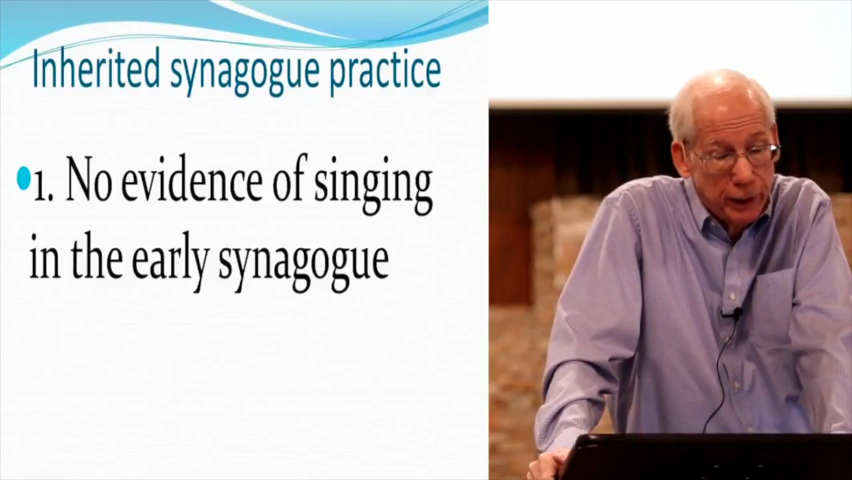 Inherited synagogue practice
1. No evidence of singing
in the early synagogue